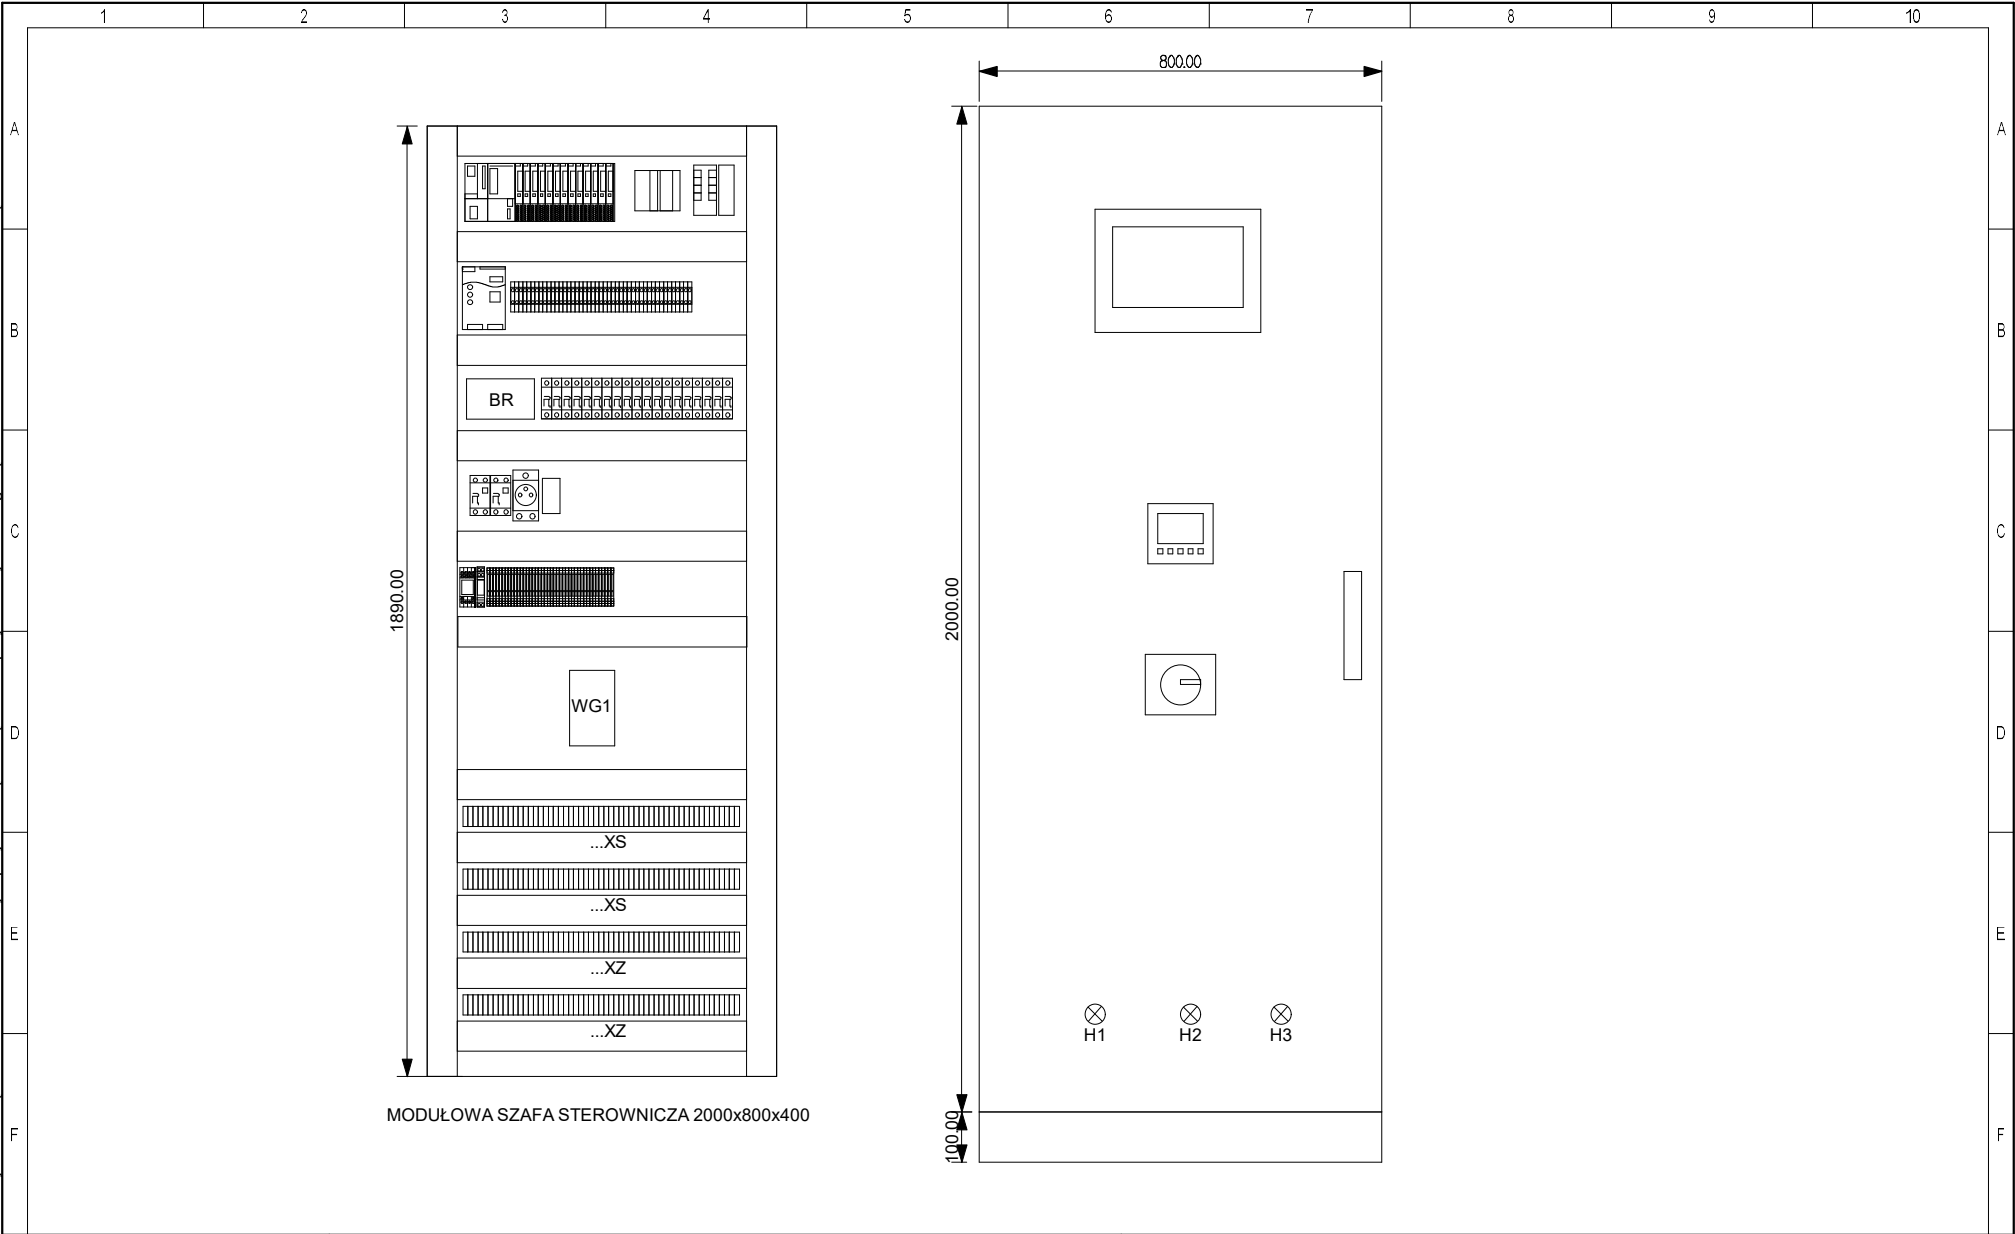 1 2 3 4 5 6 7 8 9 10
800.00
A A
B B
BR
C C
1890.00
2000.00
WG1
D D
...XS
...XS
E E
...XZ
...XZ
H1 H2 H3
MODUŁOWA SZAFA STEROWNICZA 2000x800x400
100.00
F F